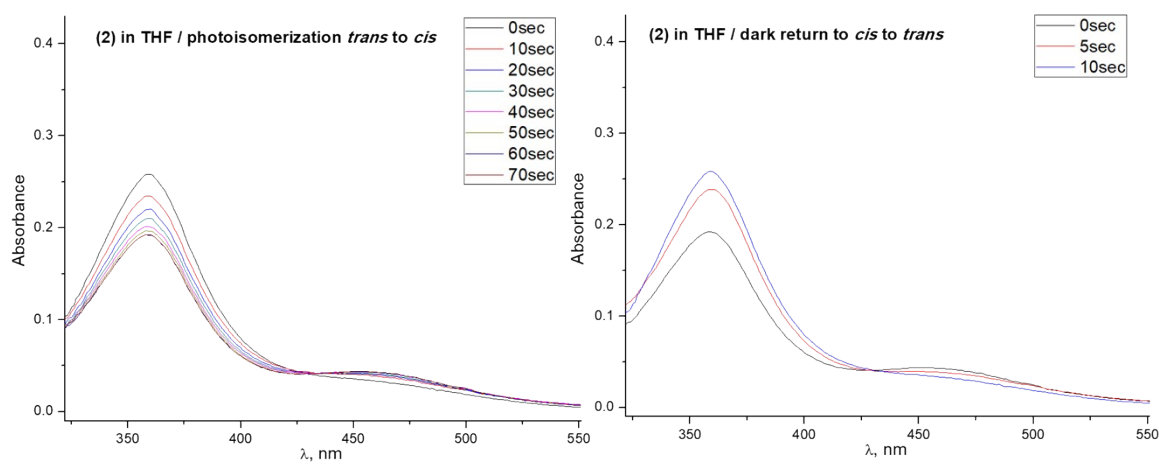 (2) in THF / photoisomerization trans to cis
0sec
10sec
20sec
30sec
40sec
50sec
60sec
70sec
0.4
0.3
0.2
0.1
0.0
Absorbance
350
400
450
500
550
λ, nm
(2) in THF / dark return to cis to trans
0sec
5sec
10sec
0.4
0.3
0.2
0.1
0.0
Absorbance
350
400
450
500
550
λ, nm